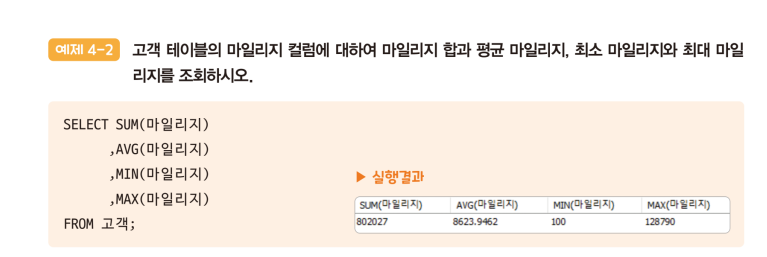 예제 4-2 고객 테이블의 마일리지 컬럼에 대하여 마일리지 합과 평균 마일리지, 최소 마일리지와 최대 마일
리지를 조회하시오.
SELECT SUM(마일리지)
,AVG(마일리지)
,MIN(마일리지)
,MAX(마일리지)
FROM 고객;
▶ 실행결과
SUM(마일리지) AVG(마일리지) MIN(마일리지) MAX(마일리지)
802027 8623.9462 100 128790